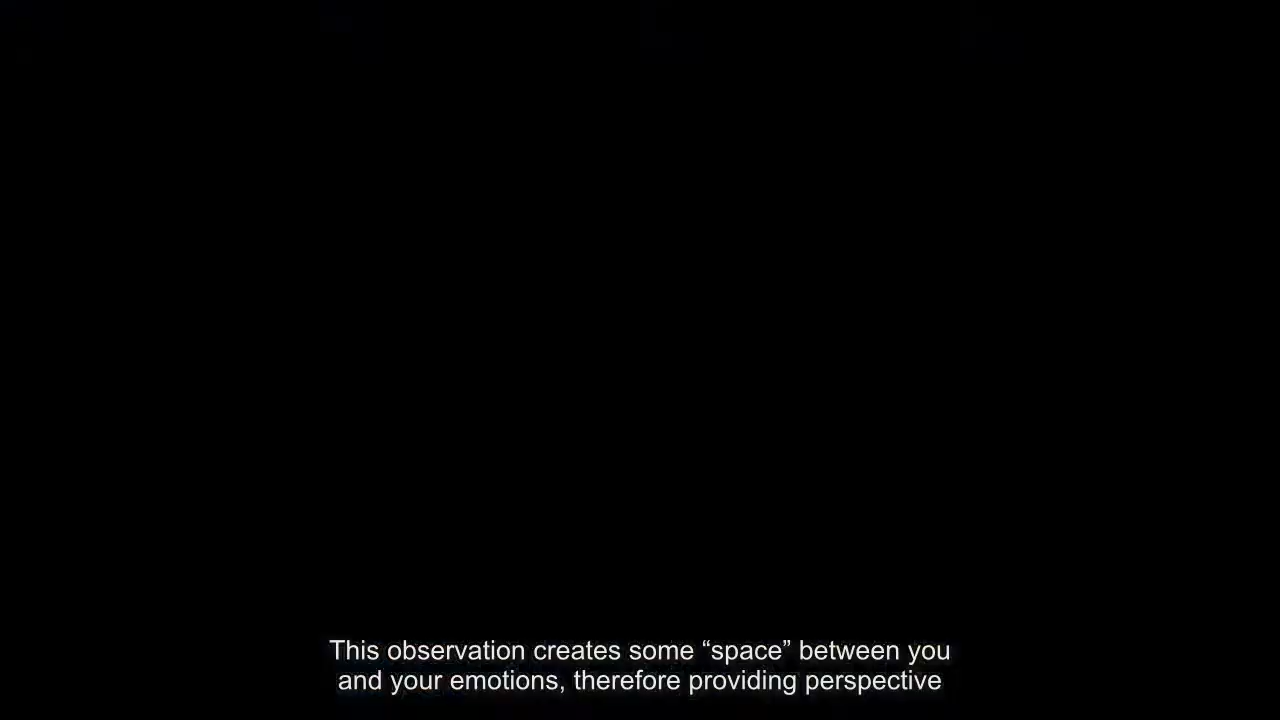 This observation creates some “space” between you
and your emotions, therefore providing perspective